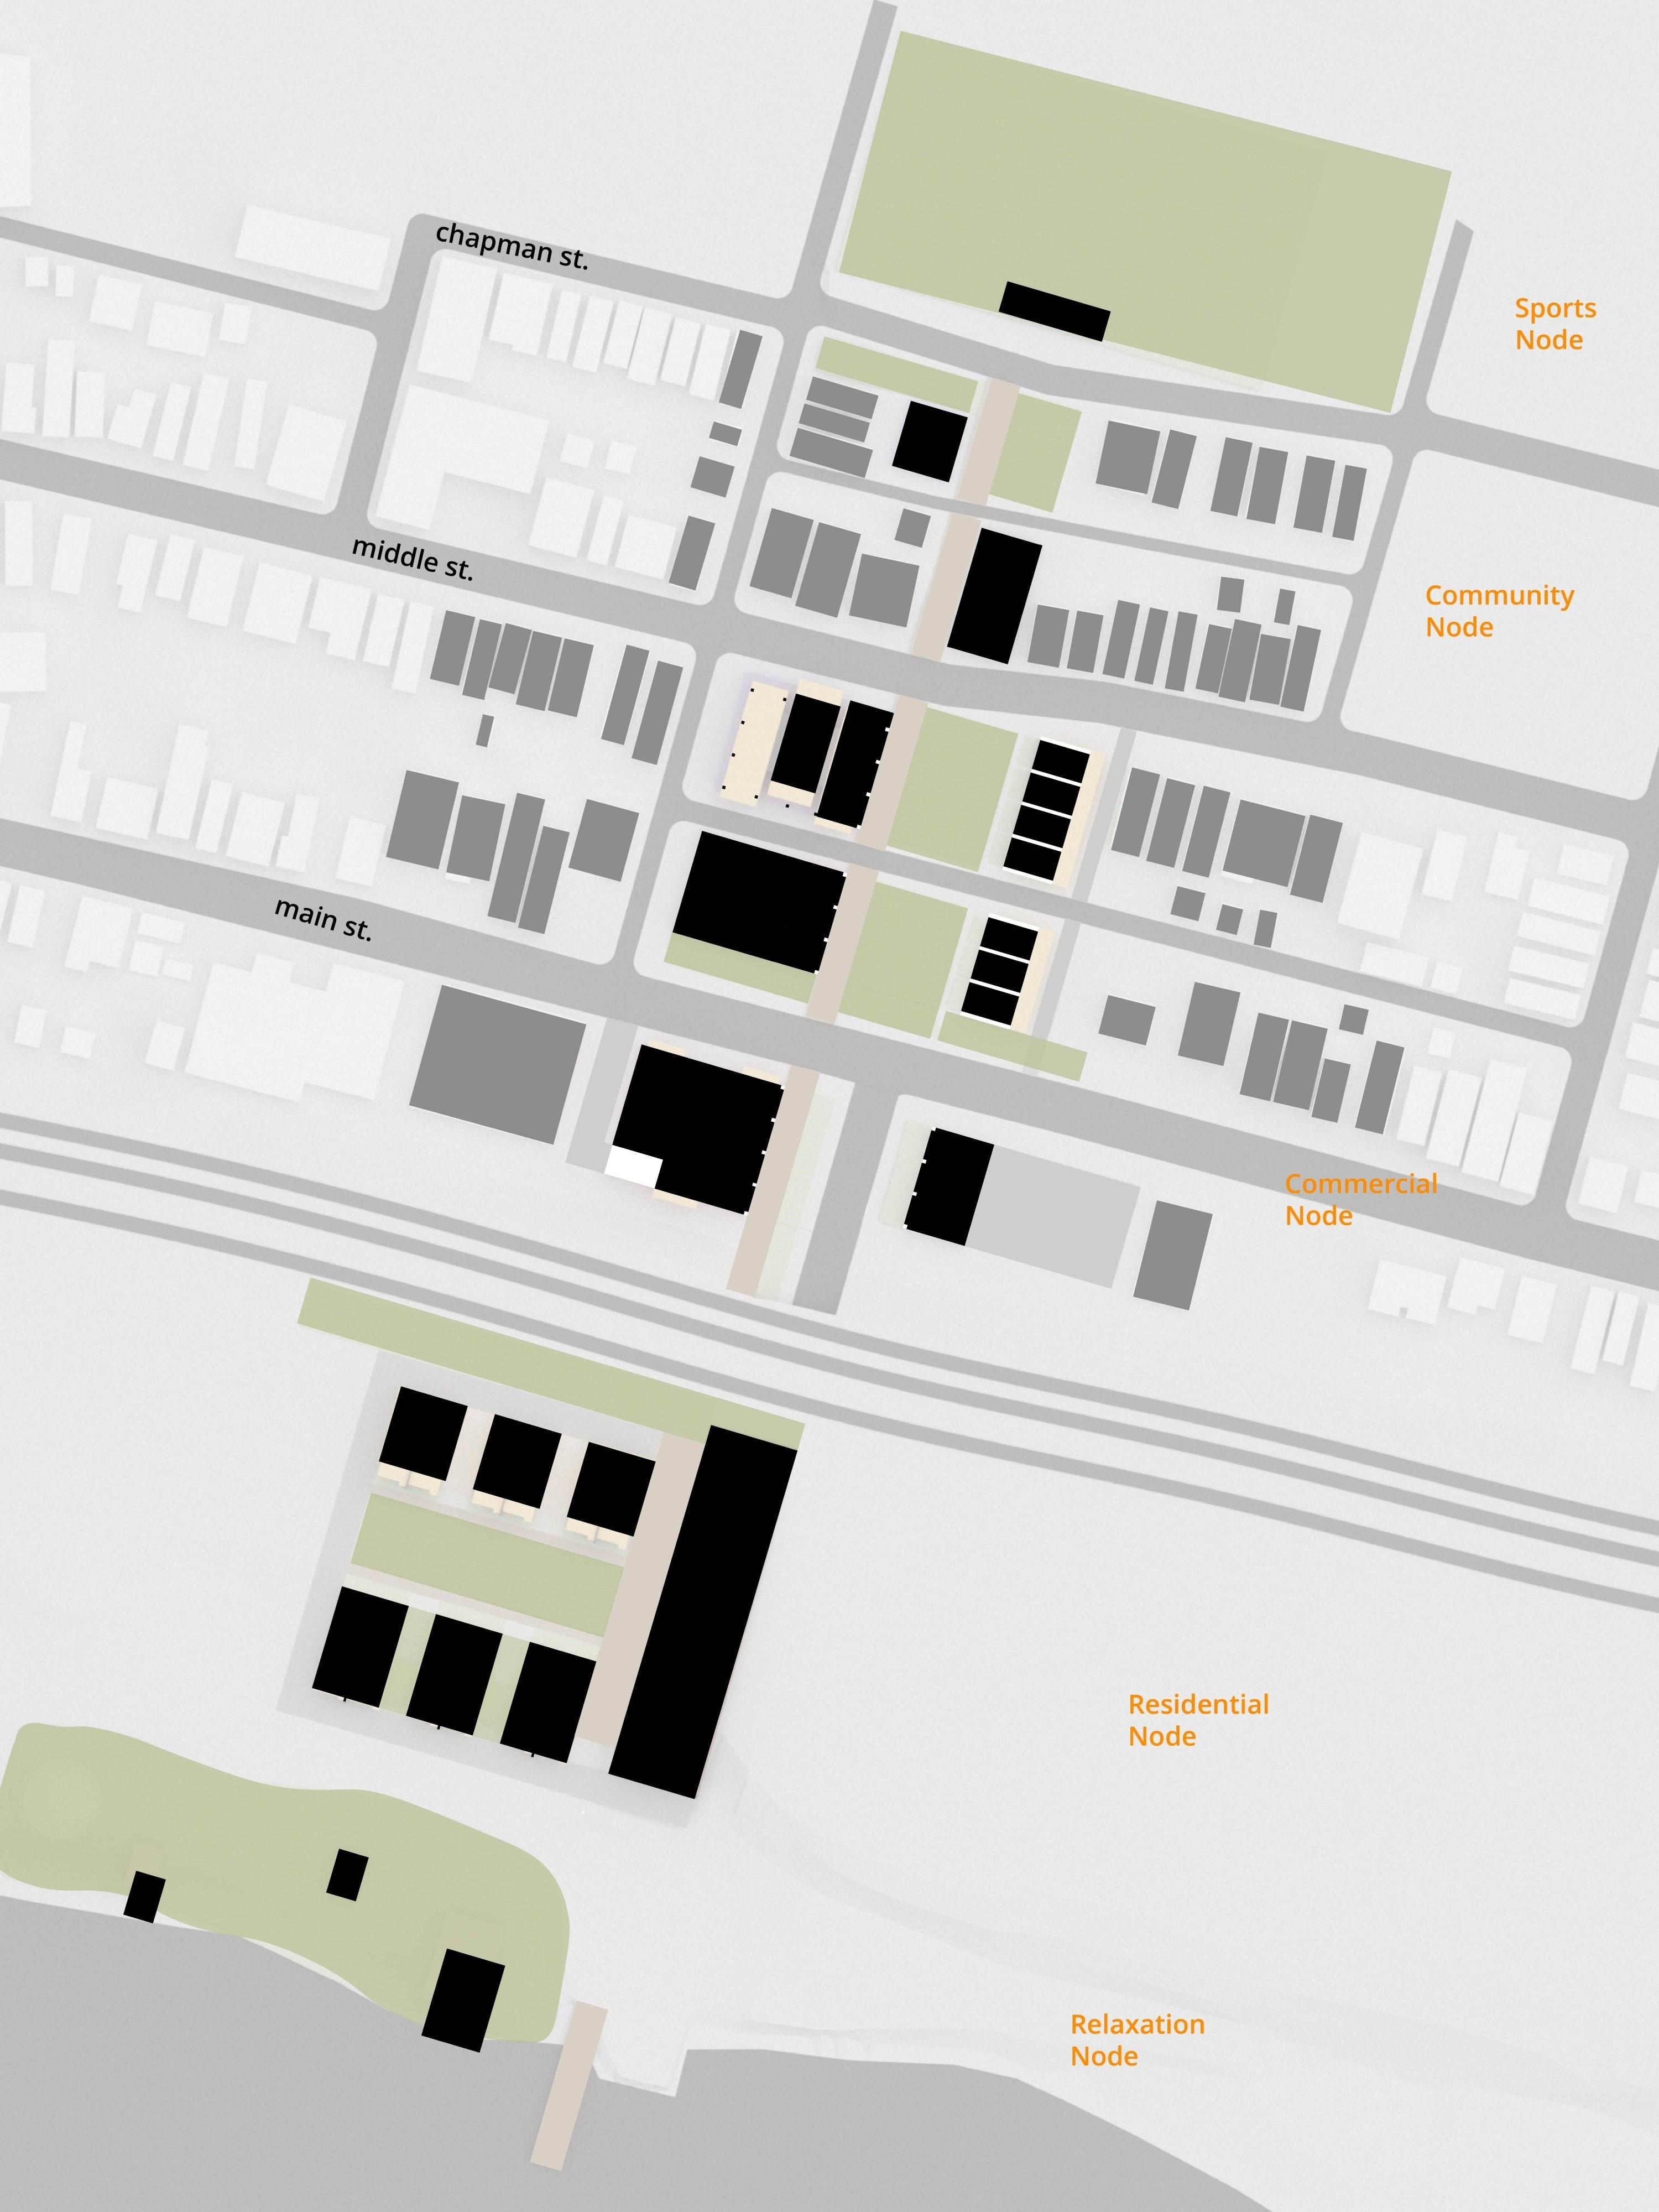 chapman st.
Sports
Node
middle st.
Community
Node
main st.
Commercial
Node
Residential
Node
Relaxation
Node